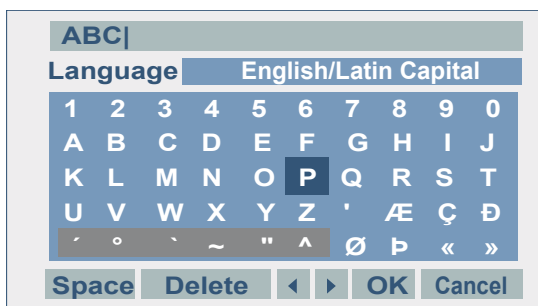 ABC|
Language English/Latin Capital
1 2 3 4 5 6 7 8 9 0
A B C D E F G H I J
K L M N O P Q R S T
U V W X Y Z ' Æ Ç Đ
´ ° ` ~ " ^ Ø Þ « »
Space Delete ◂ ▸ OK Cancel